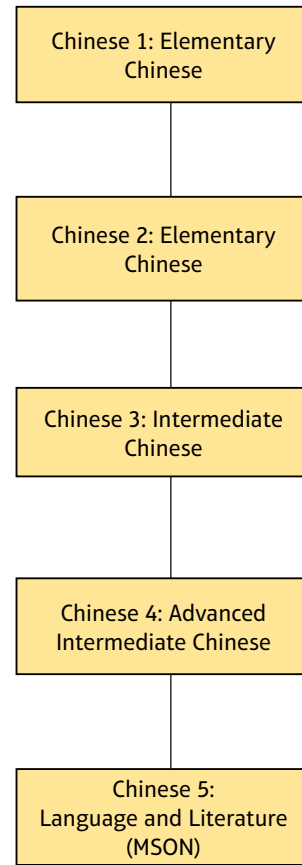 Chinese 1: Elementary
Chinese
Chinese 2: Elementary
Chinese
Chinese 3: Intermediate
Chinese
Chinese 4: Advanced
Intermediate Chinese
Chinese 5:
Language and Literature
(MSON)